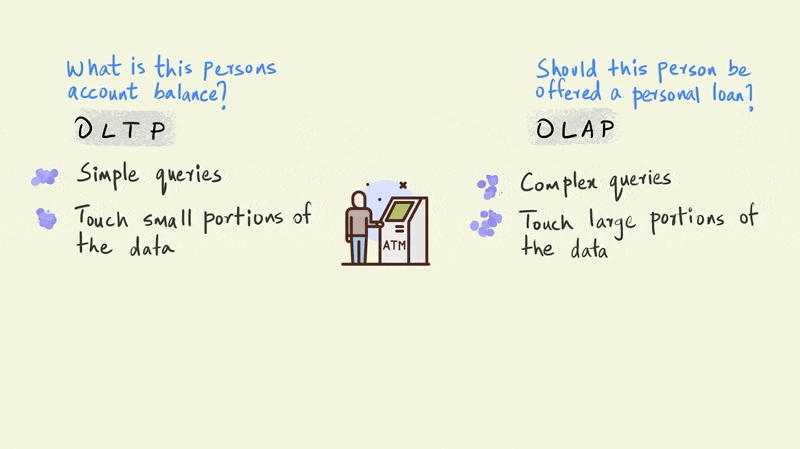 What is this persons
account balance?
OLTP
Simple queries
Touch small portions of
the data
ATM
Should this person be
offered a personal loan?
OLAP
Complex queries
Touch large portions of
the data